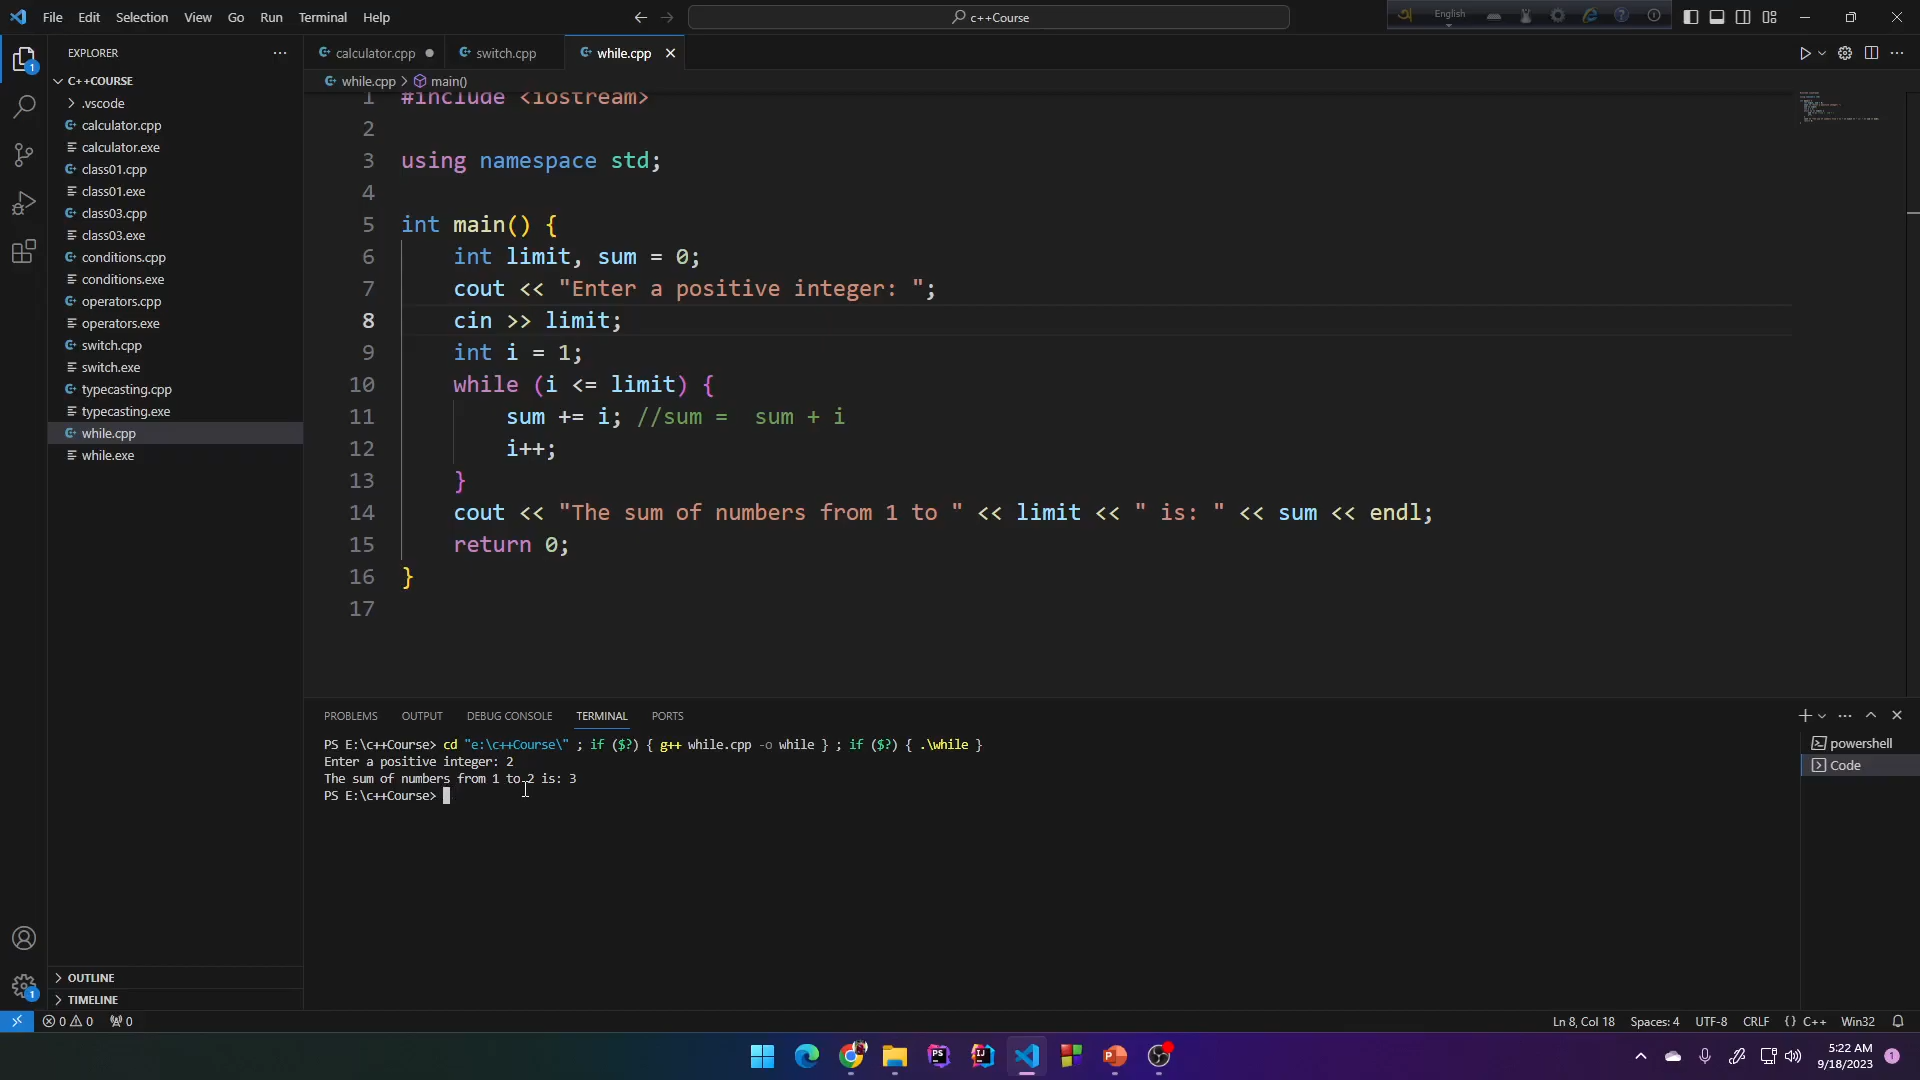 File Edit Selection View Go Run Terminal Help
c++Course
English
EXPLORER
C++COURSE
.vscode
calculator.cpp
calculator.exe
class01.cpp
class01.exe
class03.cpp
class03.exe
conditions.cpp
conditions.exe
operators.cpp
operators.exe
switch.cpp
switch.exe
typecasting.cpp
typecasting.exe
while.cpp
while.exe
OUTLINE
TIMELINE
calculator.cpp switch.cpp while.cpp
while.cpp > main()
1 #include <iostream>
2
3 using namespace std;
4
5 int main() {
6     int limit, sum = 0;
7     cout << "Enter a positive integer: ";
8     cin >> limit;
9     int i = 1;
10     while (i <= limit) {
11         sum += i; //sum =  sum + i
12         i++;
13     }
14     cout << "The sum of numbers from 1 to " << limit << " is: " << sum << endl;
15     return 0;
16 }
17
PROBLEMS OUTPUT DEBUG CONSOLE TERMINAL PORTS
PS E:\c++Course> cd "e:\c++Course\" ; if ($?) { g++ while.cpp -o while } ; if ($?) { .\while }
Enter a positive integer: 2
The sum of numbers from 1 to 2 is: 3
PS E:\c++Course>
powershell
Code
0 0 0
Ln 8, Col 18 Spaces: 4 UTF-8 CRLF {} C++ Win32
5:22 AM
9/18/2023